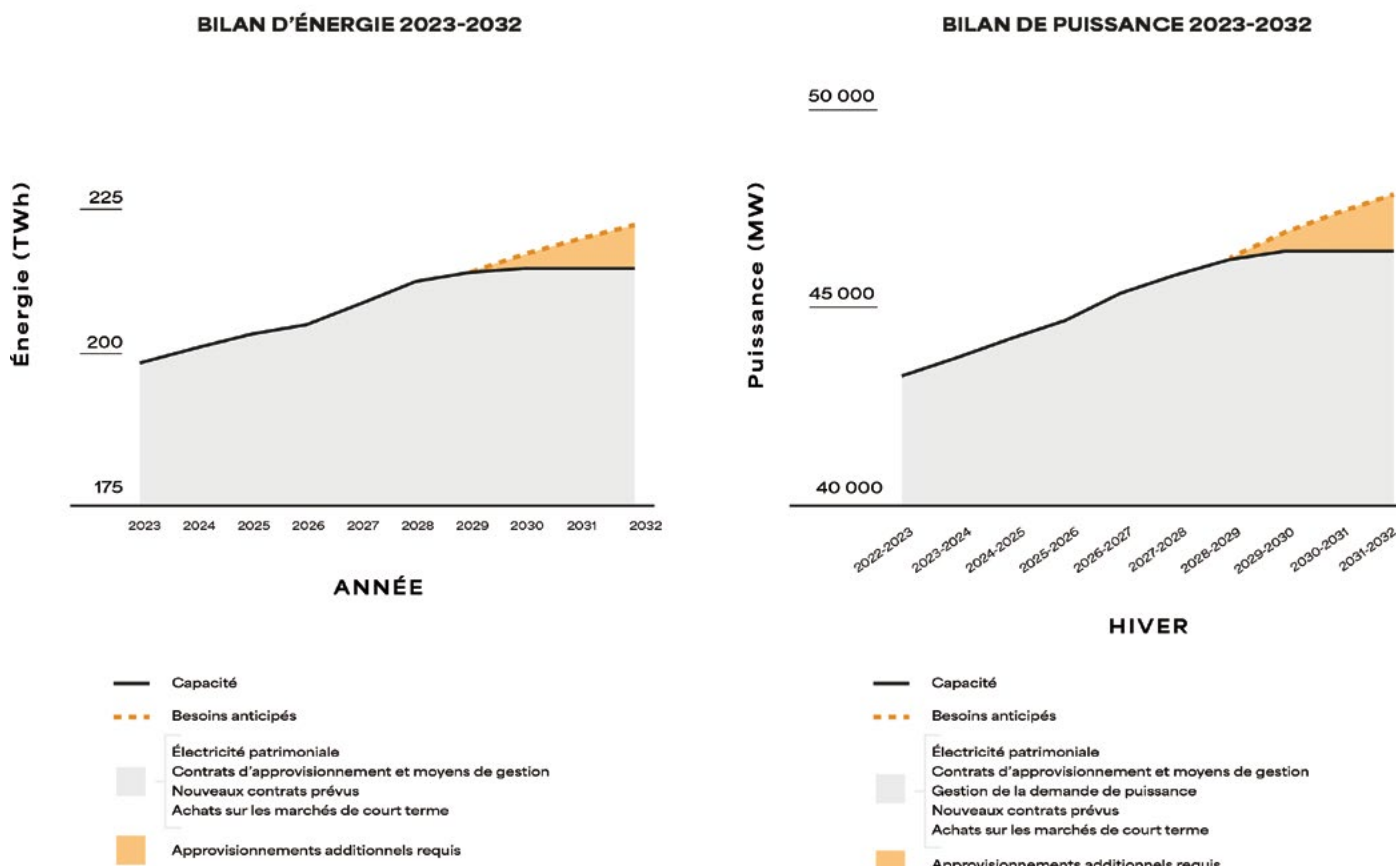 BILAN D'ÉNERGIE 2023-2032
Énergie (TWh)
225
200
175
2023 2024 2025 2026 2027 2028 2029 2030 2031 2032
ANNÉE
Capacité
Besoins anticipés
Électricité patrimoniale
Contrats d'approvisionnement et moyens de gestion
Nouveaux contrats prévus
Achats sur les marchés de court terme
Approvisionnements additionnels requis
BILAN DE PUISSANCE 2023-2032
Puissance (MW)
50 000
45 000
40 000
2022-2023 2023-2024 2024-2025 2025-2026 2026-2027 2027-2028 2028-2029 2029-2030 2030-2031 2031-2032
HIVER
Capacité
Besoins anticipés
Électricité patrimoniale
Contrats d'approvisionnement et moyens de gestion
Gestion de la demande de puissance
Nouveaux contrats prévus
Achats sur les marchés de court terme
Approvisionnements additionnels requis